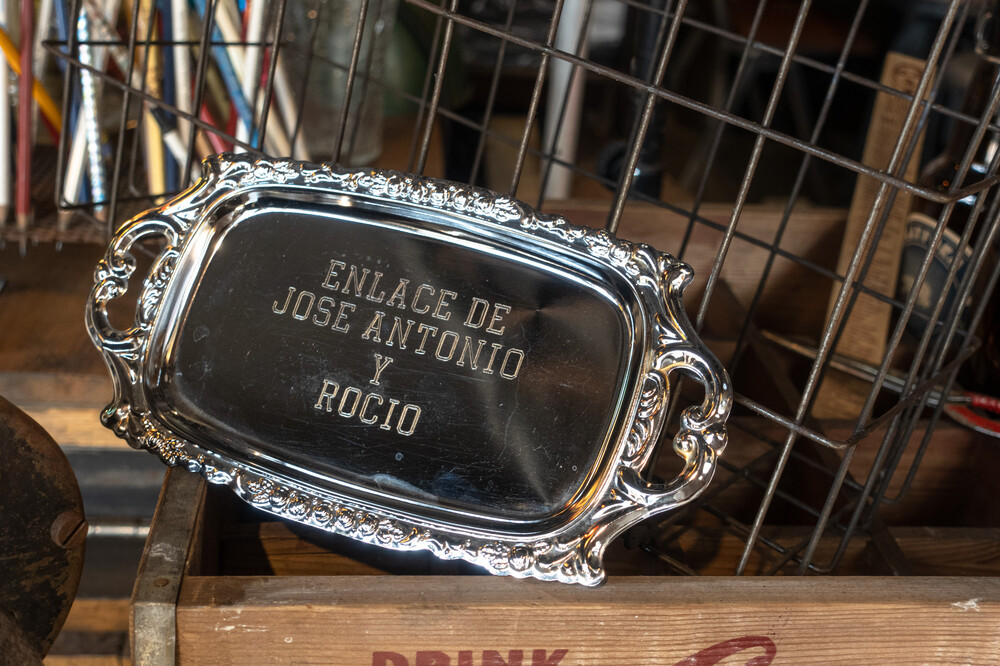 ENLACE DE
JOSE ANTONIO
Y
ROCIO
DRINK